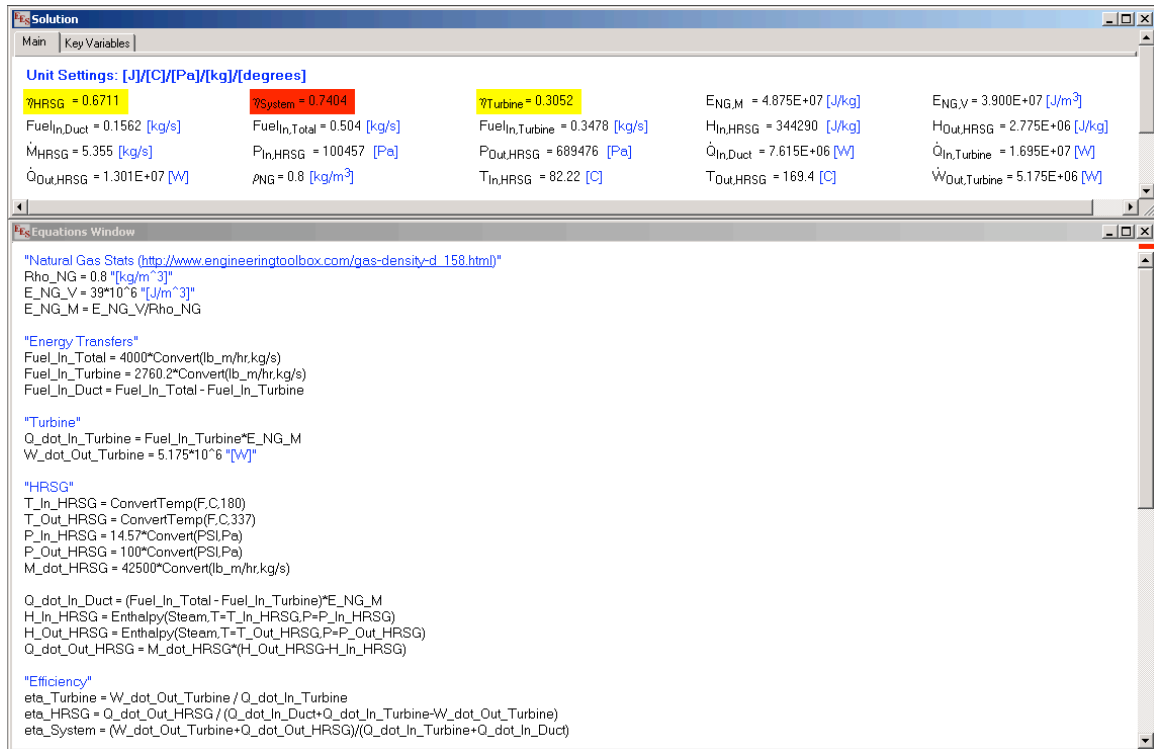 EES Solution
Main Key Variables
Unit Settings: [J]/[C]/[Pa]/[kg]/[degrees]
ηHRSG = 0.6711 ηSystem = 0.7404 ηTurbine = 0.3052 ENG,M = 4.875E+07 [J/kg] ENG,V = 3.900E+07 [J/m3]
FuelIn,Duct = 0.1562 [kg/s] FuelIn,Total = 0.504 [kg/s] FuelIn,Turbine = 0.3478 [kg/s] HIn,HRSG = 344290 [J/kg] HOut,HRSG = 2.775E+06 [J/kg]
ṀHRSG = 5.355 [kg/s] PIn,HRSG = 100457 [Pa] POut,HRSG = 689476 [Pa] Q̇In,Duct = 7.615E+06 [W] Q̇In,Turbine = 1.695E+07 [W]
Q̇Out,HRSG = 1.301E+07 [W] ρNG = 0.8 [kg/m3] TIn,HRSG = 82.22 [C] TOut,HRSG = 169.4 [C] ẆOut,Turbine = 5.175E+06 [W]
EES Equations Window
"Natural Gas Stats (http://www.engineeringtoolbox.com/gas-density-d_158.html)"
Rho_NG = 0.8 "[kg/m^3]"
E_NG_V = 39*10^6 "[J/m^3]"
E_NG_M = E_NG_V/Rho_NG
"Energy Transfers"
Fuel_In_Total = 4000*Convert(lb_m/hr,kg/s)
Fuel_In_Turbine = 2760.2*Convert(lb_m/hr,kg/s)
Fuel_In_Duct = Fuel_In_Total - Fuel_In_Turbine
"Turbine"
Q_dot_In_Turbine = Fuel_In_Turbine*E_NG_M
W_dot_Out_Turbine = 5.175*10^6 "[W]"
"HRSG"
T_In_HRSG = ConvertTemp(F,C,180)
T_Out_HRSG = ConvertTemp(F,C,337)
P_In_HRSG = 14.57*Convert(PSI,Pa)
P_Out_HRSG = 100*Convert(PSI,Pa)
M_dot_HRSG = 42500*Convert(lb_m/hr,kg/s)
Q_dot_In_Duct = (Fuel_In_Total - Fuel_In_Turbine)*E_NG_M
H_In_HRSG = Enthalpy(Steam,T=T_In_HRSG,P=P_In_HRSG)
H_Out_HRSG = Enthalpy(Steam,T=T_Out_HRSG,P=P_Out_HRSG)
Q_dot_Out_HRSG = M_dot_HRSG*(H_Out_HRSG-H_In_HRSG)
"Efficiency"
eta_Turbine = W_dot_Out_Turbine / Q_dot_In_Turbine
eta_HRSG = Q_dot_Out_HRSG / (Q_dot_In_Duct+Q_dot_In_Turbine-W_dot_Out_Turbine)
eta_System = (W_dot_Out_Turbine+Q_dot_Out_HRSG)/(Q_dot_In_Turbine+Q_dot_In_Duct)